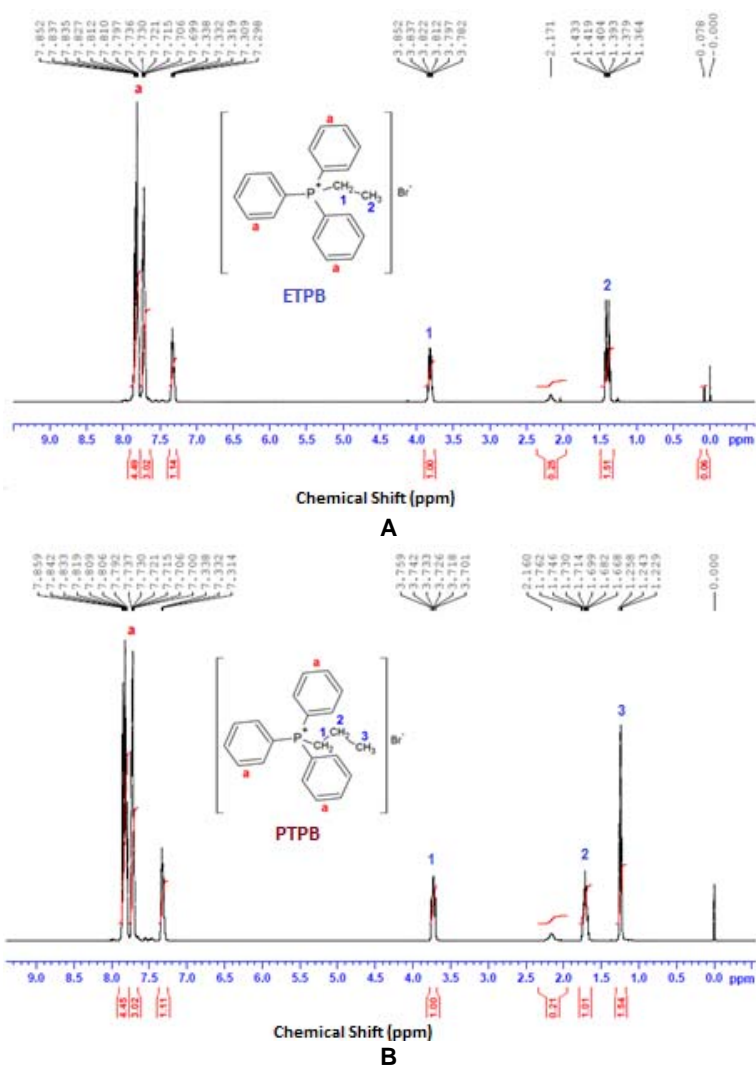 7.852 7.837 7.835 7.827 7.812 7.810 7.797 7.736 7.730 7.721 7.715 7.706 7.699 7.338 7.332 7.319 7.309 7.298 3.852 3.837 3.822 3.812 3.797 3.782 2.171 1.433 1.419 1.404 1.393 1.379 1.364 0.078 -0.000
a
a
P+ CH2 CH3 Br-
1 2
a
a
ETPB
1
2
9.0 8.5 8.0 7.5 7.0 6.5 6.0 5.5 5.0 4.5 4.0 3.5 3.0 2.5 2.0 1.5 1.0 0.5 0.0 ppm
4.49 3.02 1.14 1.00 0.25 1.51 0.06
Chemical Shift (ppm)
A
7.859 7.842 7.833 7.819 7.809 7.806 7.792 7.737 7.730 7.721 7.715 7.706 7.700 7.338 7.332 7.314 3.759 3.742 3.733 3.726 3.718 3.701 2.160 1.762 1.746 1.730 1.714 1.699 1.682 1.668 1.258 1.243 1.229 0.000
a
a
2
1 CH2 3
P+ CH2 CH3 Br-
a
a
PTPB
1
2
3
9.0 8.5 8.0 7.5 7.0 6.5 6.0 5.5 5.0 4.5 4.0 3.5 3.0 2.5 2.0 1.5 1.0 0.5 0.0 ppm
4.45 3.02 1.11 1.00 0.21 1.01 1.54
Chemical Shift (ppm)
B